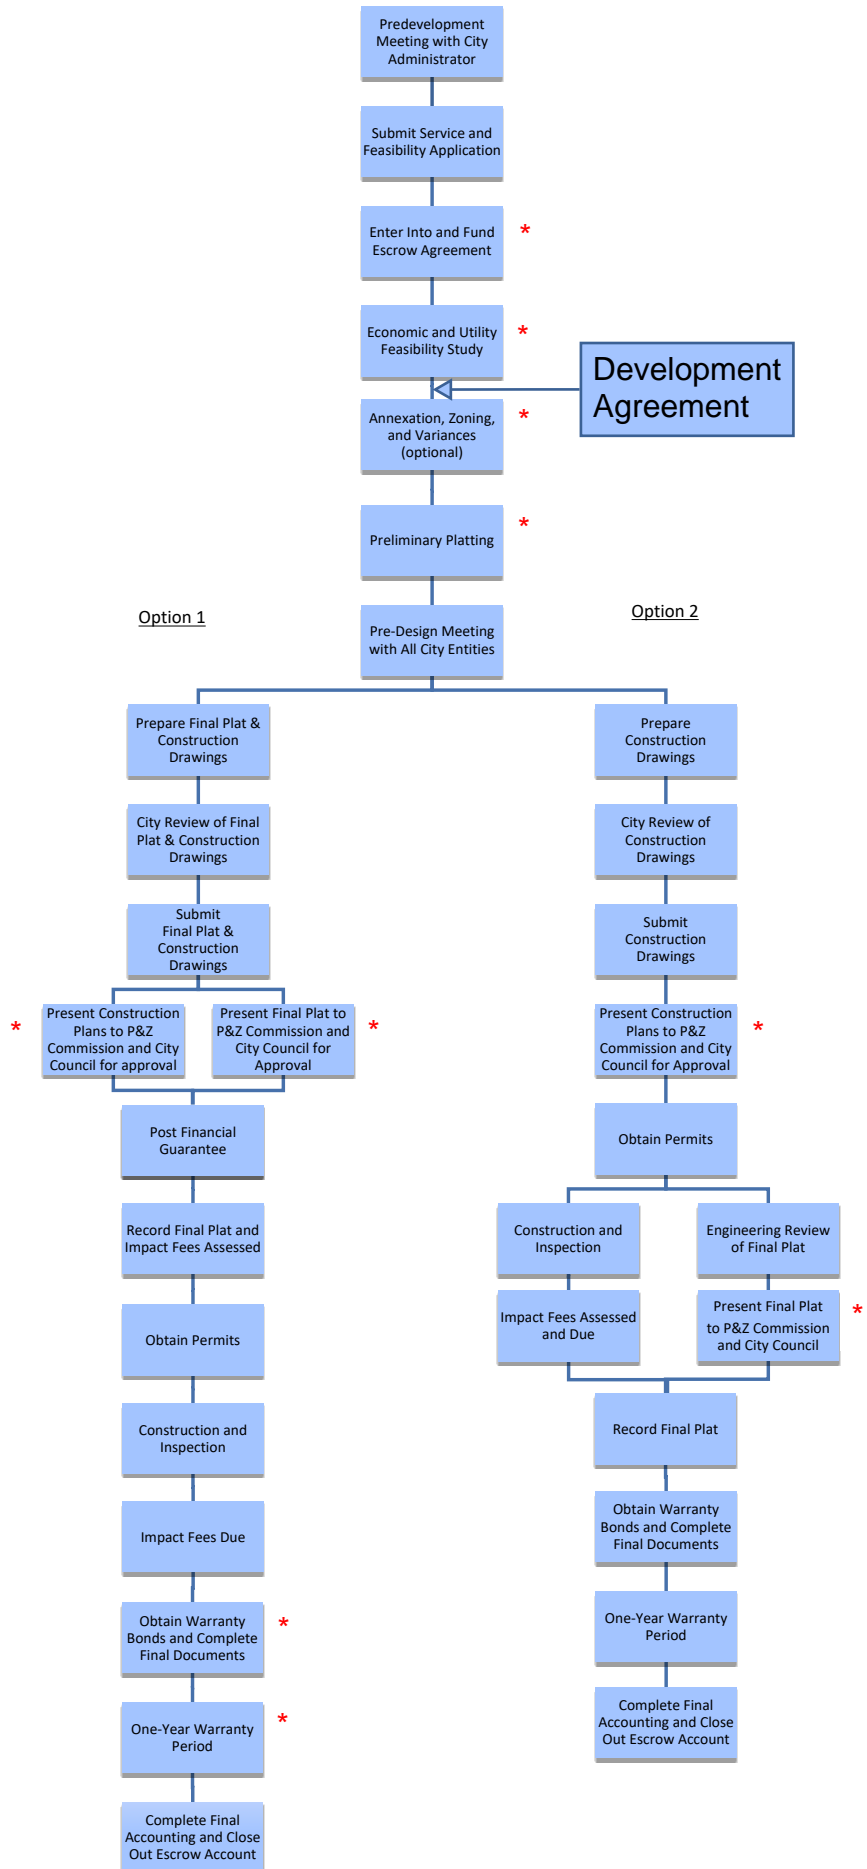 Predevelopment
Meeting with City
Administrator
Submit Service and
Feasibility Application
Enter Into and Fund
Escrow Agreement
*
Economic and Utility
Feasibility Study
*
Development
Agreement
Annexation, Zoning,
and Variances
(optional)
*
Preliminary Platting
*
Pre-Design Meeting
with All City Entities
Option 1
Prepare Final Plat &
Construction
Drawings
City Review of Final
Plat & Construction
Drawings
Submit
Final Plat &
Construction
Drawings
*
Present Construction
Plans to P&Z
Commission and City
Council for approval
Present Final Plat to
P&Z Commission and
City Council for
Approval
*
Post Financial
Guarantee
Record Final Plat and
Impact Fees Assessed
Obtain Permits
Construction and
Inspection
Impact Fees Due
Obtain Warranty
Bonds and Complete
Final Documents
*
One-Year Warranty
Period
*
Complete Final
Accounting and Close
Out Escrow Account
Option 2
Prepare
Construction
Drawings
City Review of
Construction
Drawings
Submit
Construction
Drawings
Present Construction
Plans to P&Z
Commission and City
Council for Approval
*
Obtain Permits
Construction and
Inspection
Impact Fees Assessed
and Due
Engineering Review
of Final Plat
Present Final Plat
to P&Z Commission
and City Council
*
Record Final Plat
Obtain Warranty
Bonds and Complete
Final Documents
One-Year Warranty
Period
Complete Final
Accounting and Close
Out Escrow Account